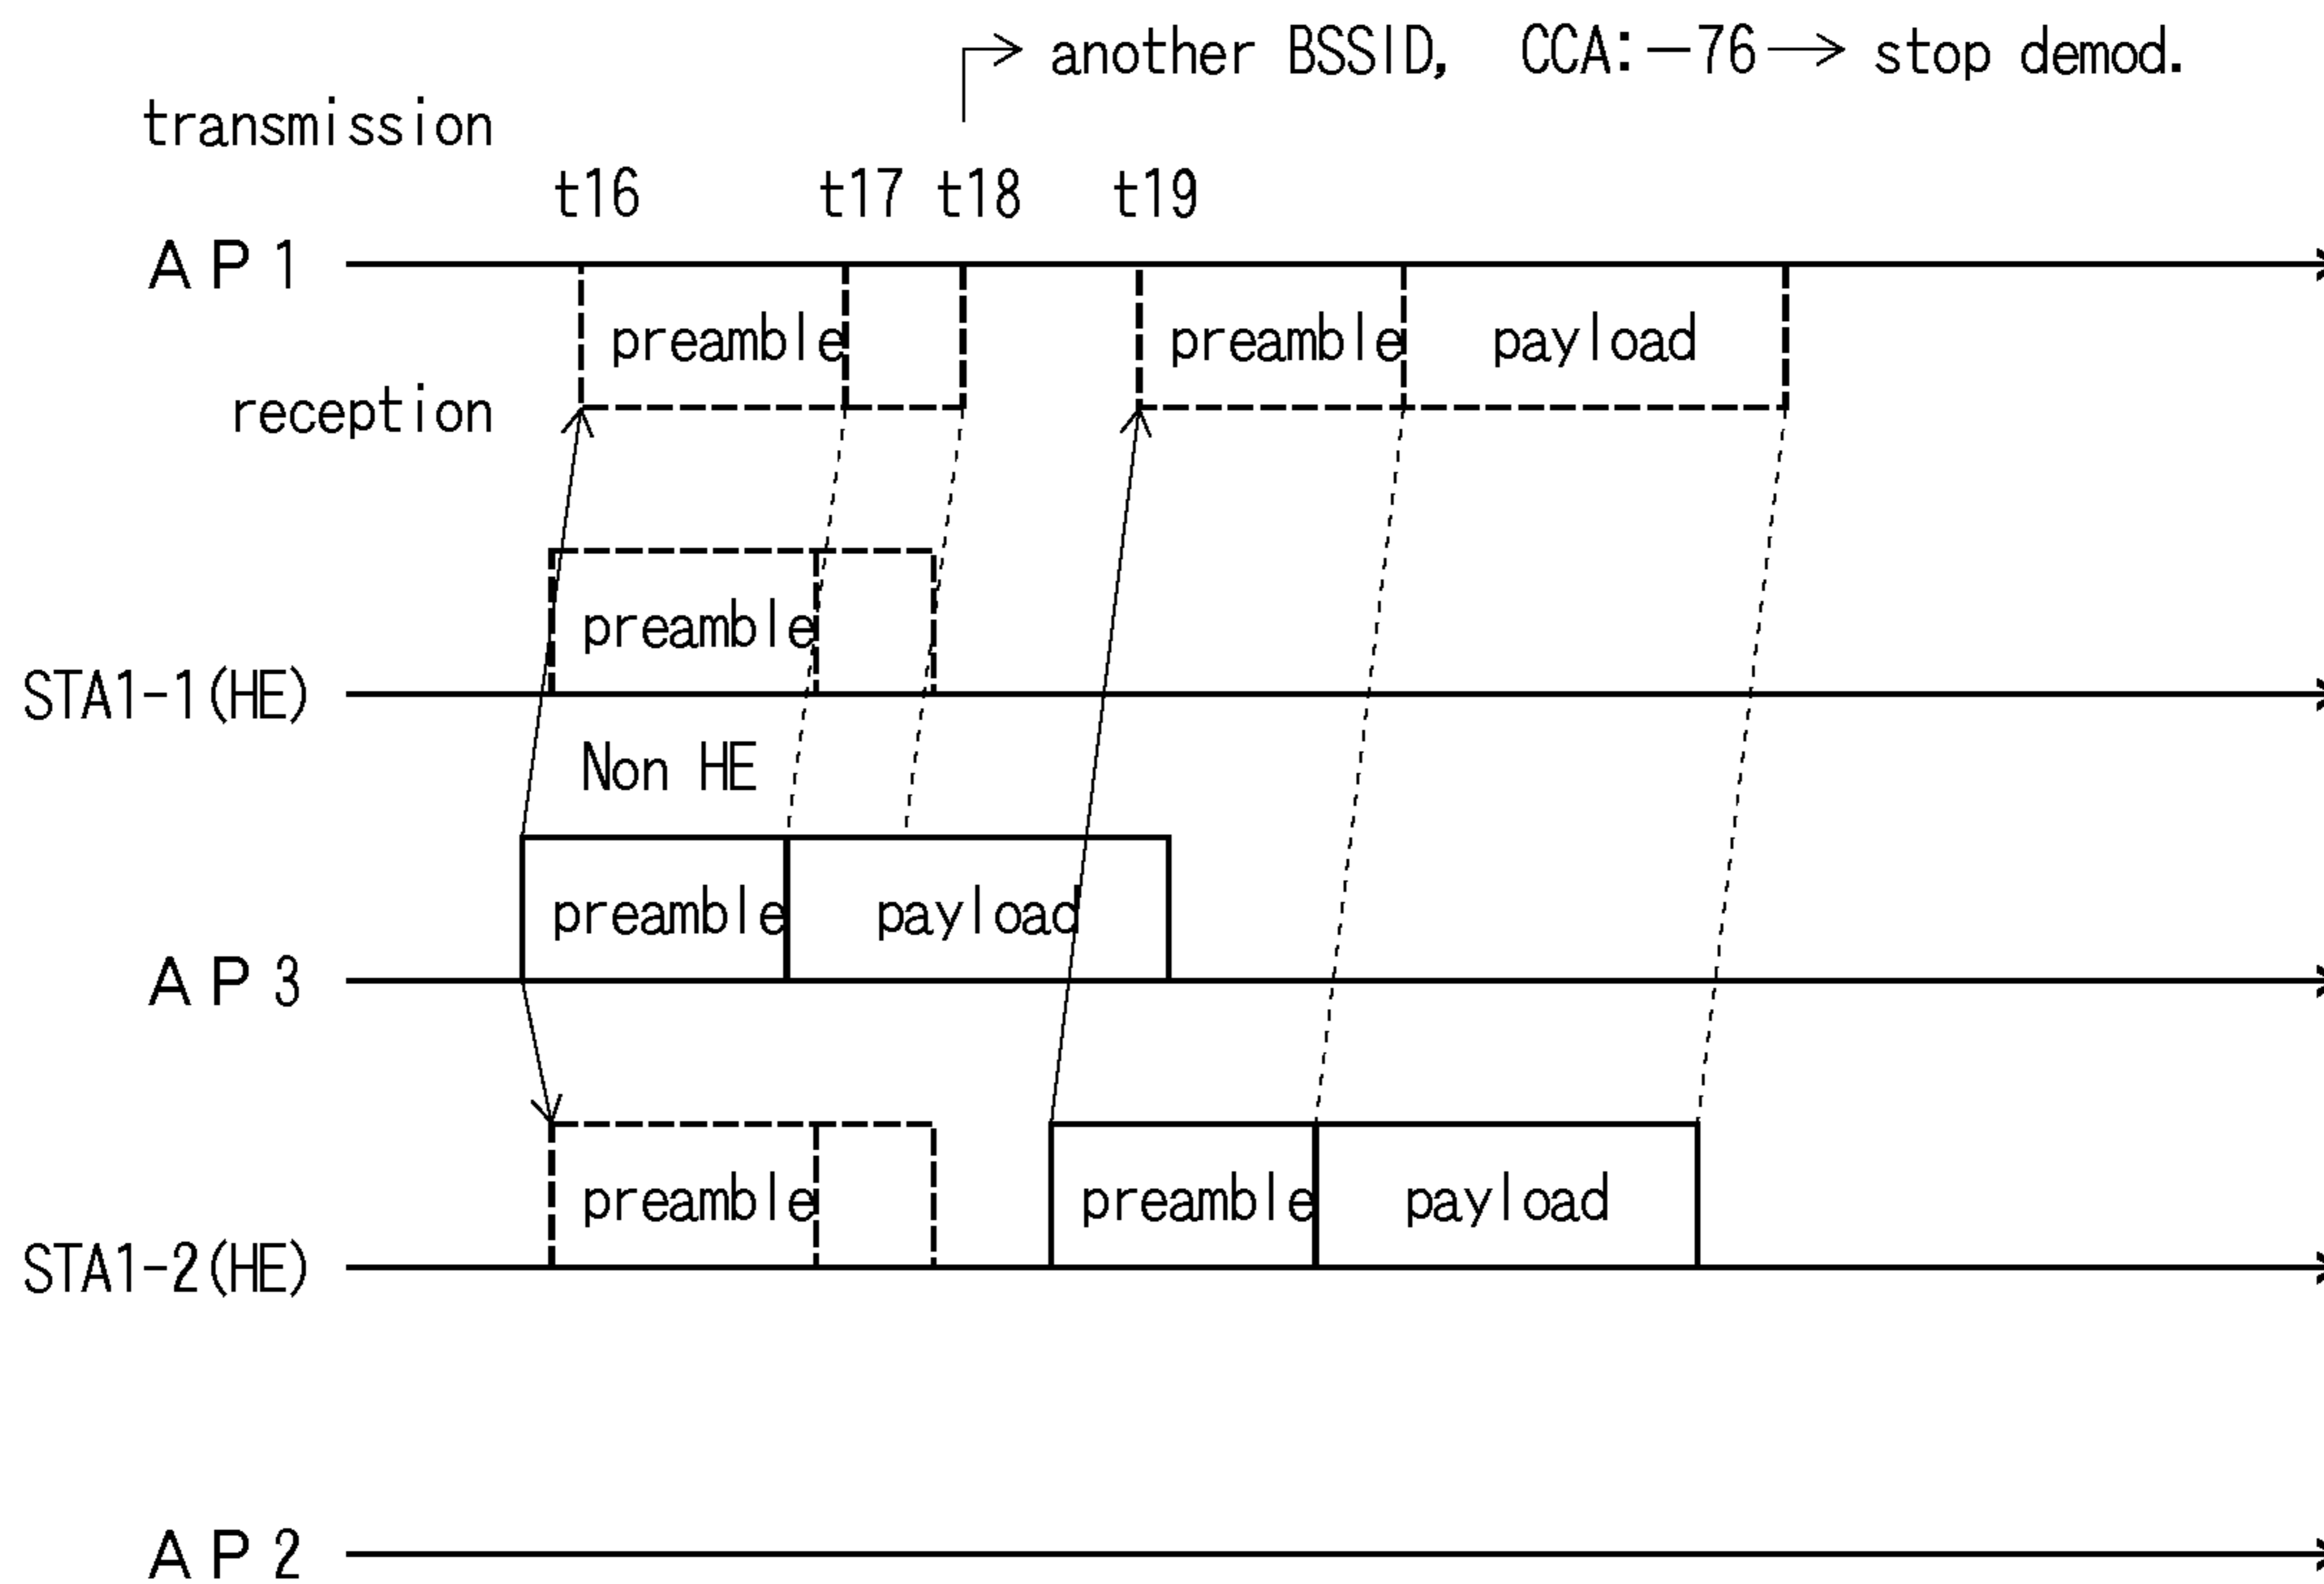 another BSSID, CCA:-76 → stop demod.
transmission
t16 t17 t18 t19
AP1
preamble preamble payload
reception
preamble
STA1-1(HE)
Non HE
preamble payload
AP3
preamble preamble payload
STA1-2(HE)
AP2